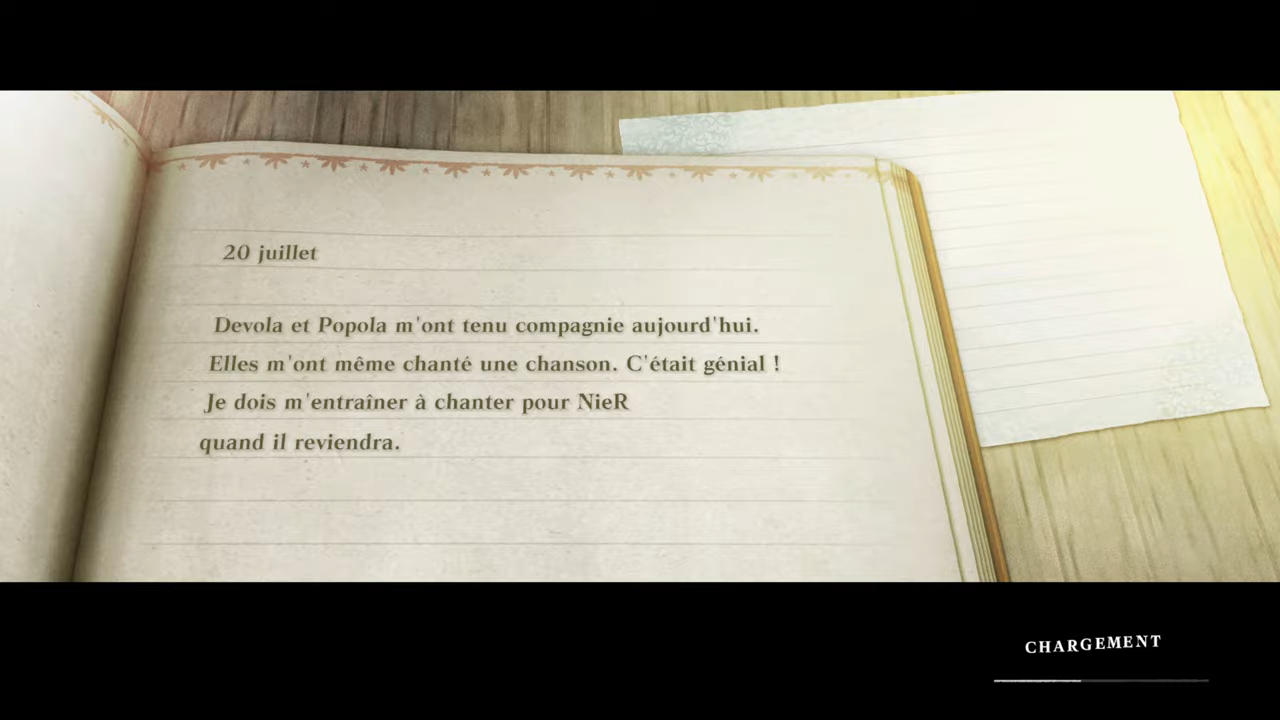 20 juillet
Devola et Popola m'ont tenu compagnie aujourd'hui.
Elles m'ont même chanté une chanson. C'était génial !
Je dois m'entraîner à chanter pour NieR
quand il reviendra.
CHARGEMENT